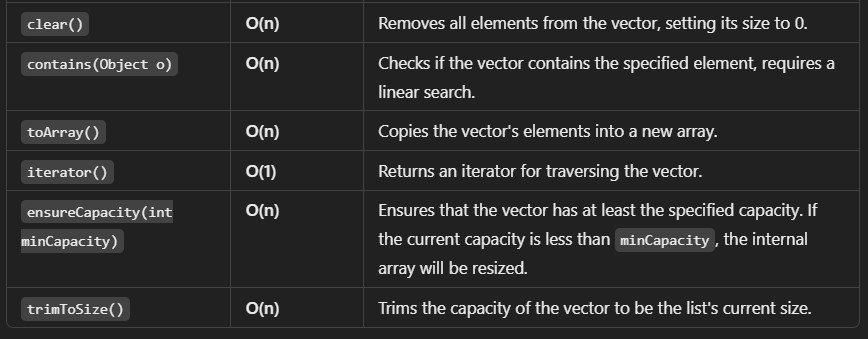 clear() O(n) Removes all elements from the vector, setting its size to 0.
contains(Object o) O(n) Checks if the vector contains the specified element, requires a
linear search.
toArray() O(n) Copies the vector's elements into a new array.
iterator() O(1) Returns an iterator for traversing the vector.
ensureCapacity(int O(n) Ensures that the vector has at least the specified capacity. If
minCapacity) the current capacity is less than minCapacity, the internal
array will be resized.
trimToSize() O(n) Trims the capacity of the vector to be the list's current size.